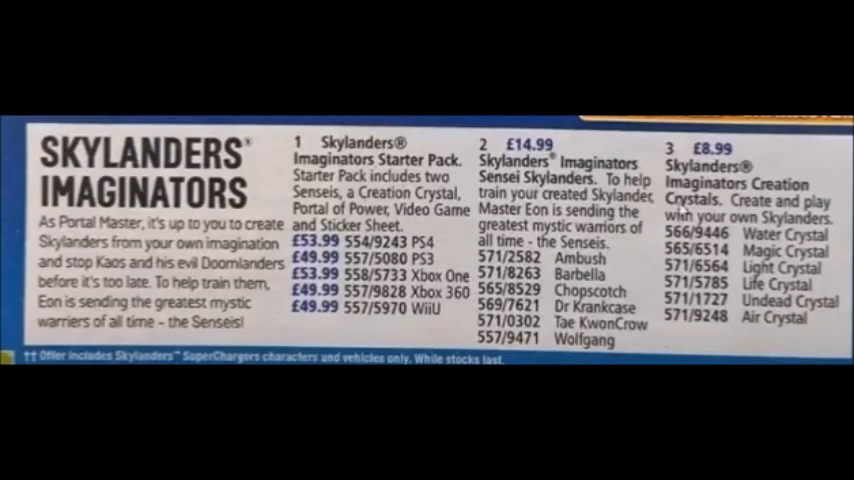 SKYLANDERS®
IMAGINATORS
As Portal Master, it's up to you to create
Skylanders from your own imagination
and stop Kaos and his evil Doomlanders
before it's too late. To help train them,
Eon is sending the greatest mystic
warriors of all time – the Senseis!
1 Skylanders®
Imaginators Starter Pack.
Starter Pack includes two
Senseis, a Creation Crystal,
Portal of Power, Video Game
and Sticker Sheet.
£53.99 554/9243 PS4
£49.99 557/5080 PS3
£53.99 558/5733 Xbox One
£49.99 557/9828 Xbox 360
£49.99 557/5970 WiiU
2 £14.99
Skylanders® Imaginators
Sensei Skylanders. To help
train your created Skylander,
Master Eon is sending the
greatest mystic warriors of
all time - the Senseis.
571/2582 Ambush
571/8263 Barbella
565/8529 Chopscotch
569/7621 Dr Krankcase
571/0302 Tae KwonCrow
557/9471 Wolfgang
3 £8.99
Skylanders®
Imaginators Creation
Crystals. Create and play
with your own Skylanders.
566/9446 Water Crystal
565/6514 Magic Crystal
571/6564 Light Crystal
571/5785 Life Crystal
571/1727 Undead Crystal
571/9248 Air Crystal
†† Offer includes Skylanders™ SuperChargers characters and vehicles only. While stocks last.